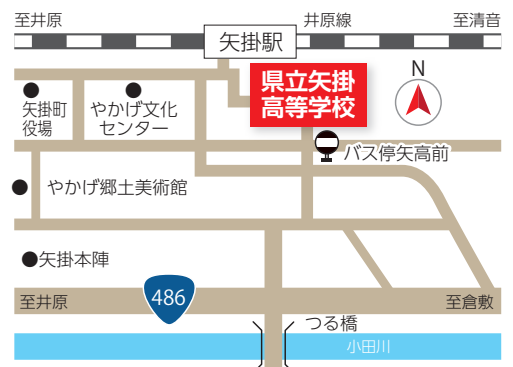 至井原
井原線
至清音
矢掛駅
県立矢掛
高等学校
N
矢掛町
役場
やかげ文化
センター
バス停矢高前
やかげ郷土美術館
矢掛本陣
486
至井原
至倉敷
つる橋
小田川